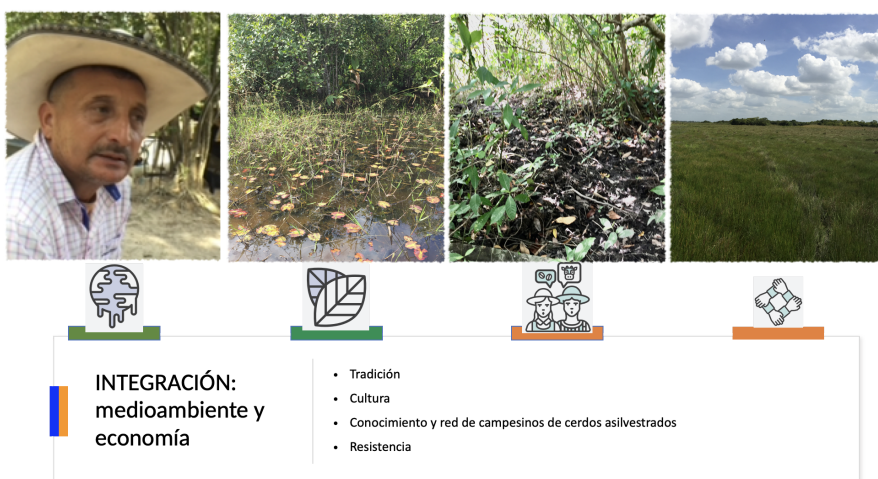 INTEGRACIÓN:
medioambiente y
economía
• Tradición
• Cultura
• Conocimiento y red de campesinos de cerdos asilvestrados
• Resistencia